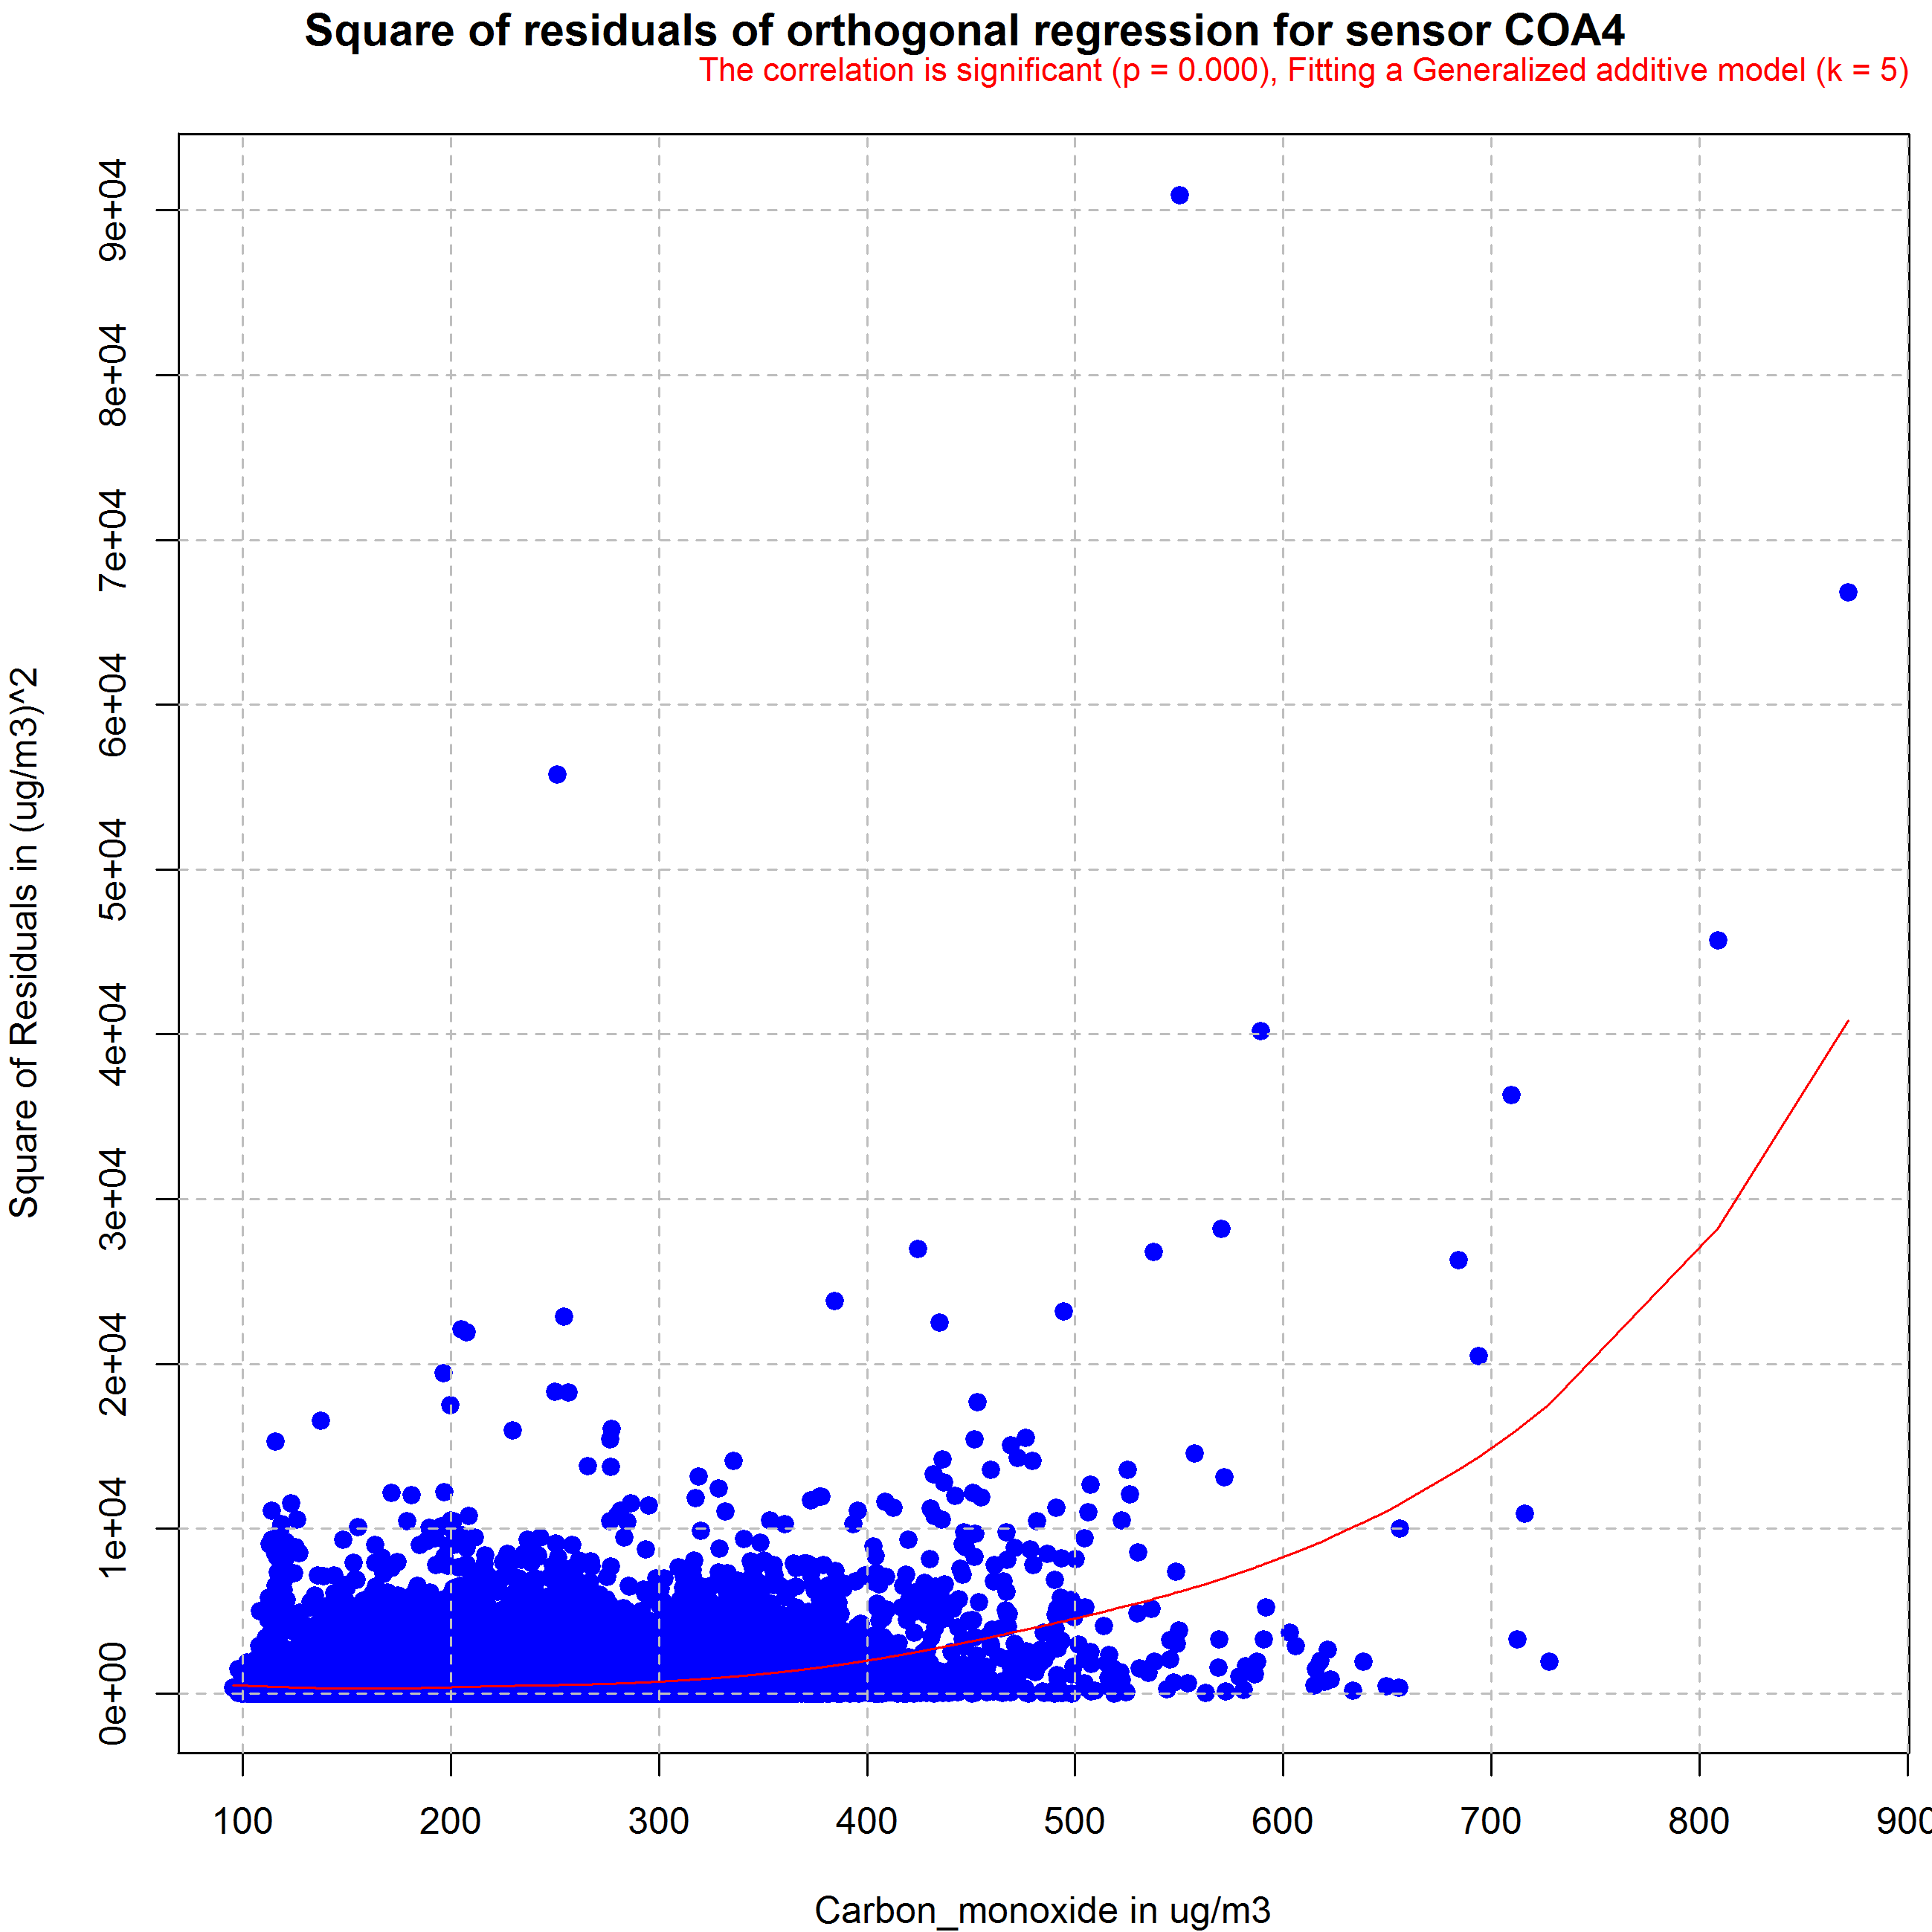 Square of residuals of orthogonal regression for sensor COA4
The correlation is significant (p = 0.000), Fitting a Generalized additive model (k = 5)
Square of Residuals in (ug/m3)^2
9e+04
8e+04
7e+04
6e+04
5e+04
4e+04
3e+04
2e+04
1e+04
0e+00
100 200 300 400 500 600 700 800 900
Carbon_monoxide in ug/m3